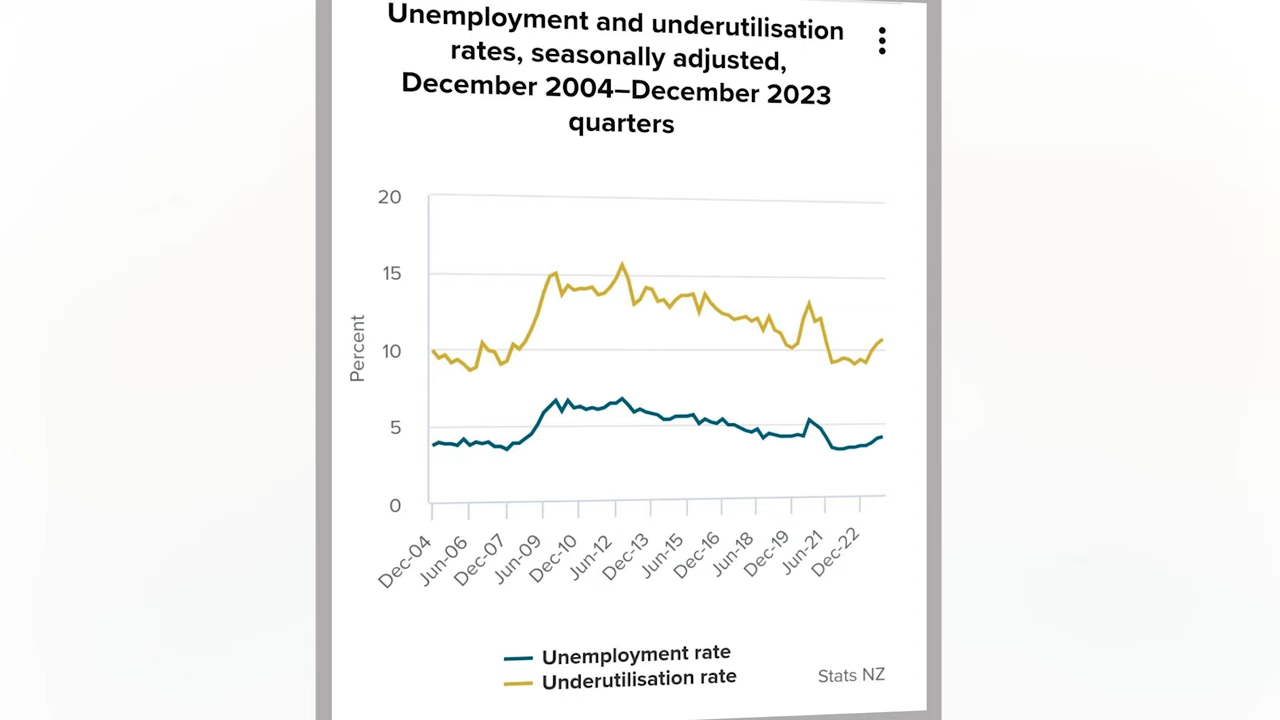 Unemployment and underutilisation
rates, seasonally adjusted,
December 2004–December 2023
quarters
20
15
10
5
0
Percent
Dec-04
Jun-06
Dec-07
Jun-09
Dec-10
Jun-12
Dec-13
Jun-15
Dec-16
Jun-18
Dec-19
Jun-21
Dec-22
Unemployment rate
Underutilisation rate
Stats NZ